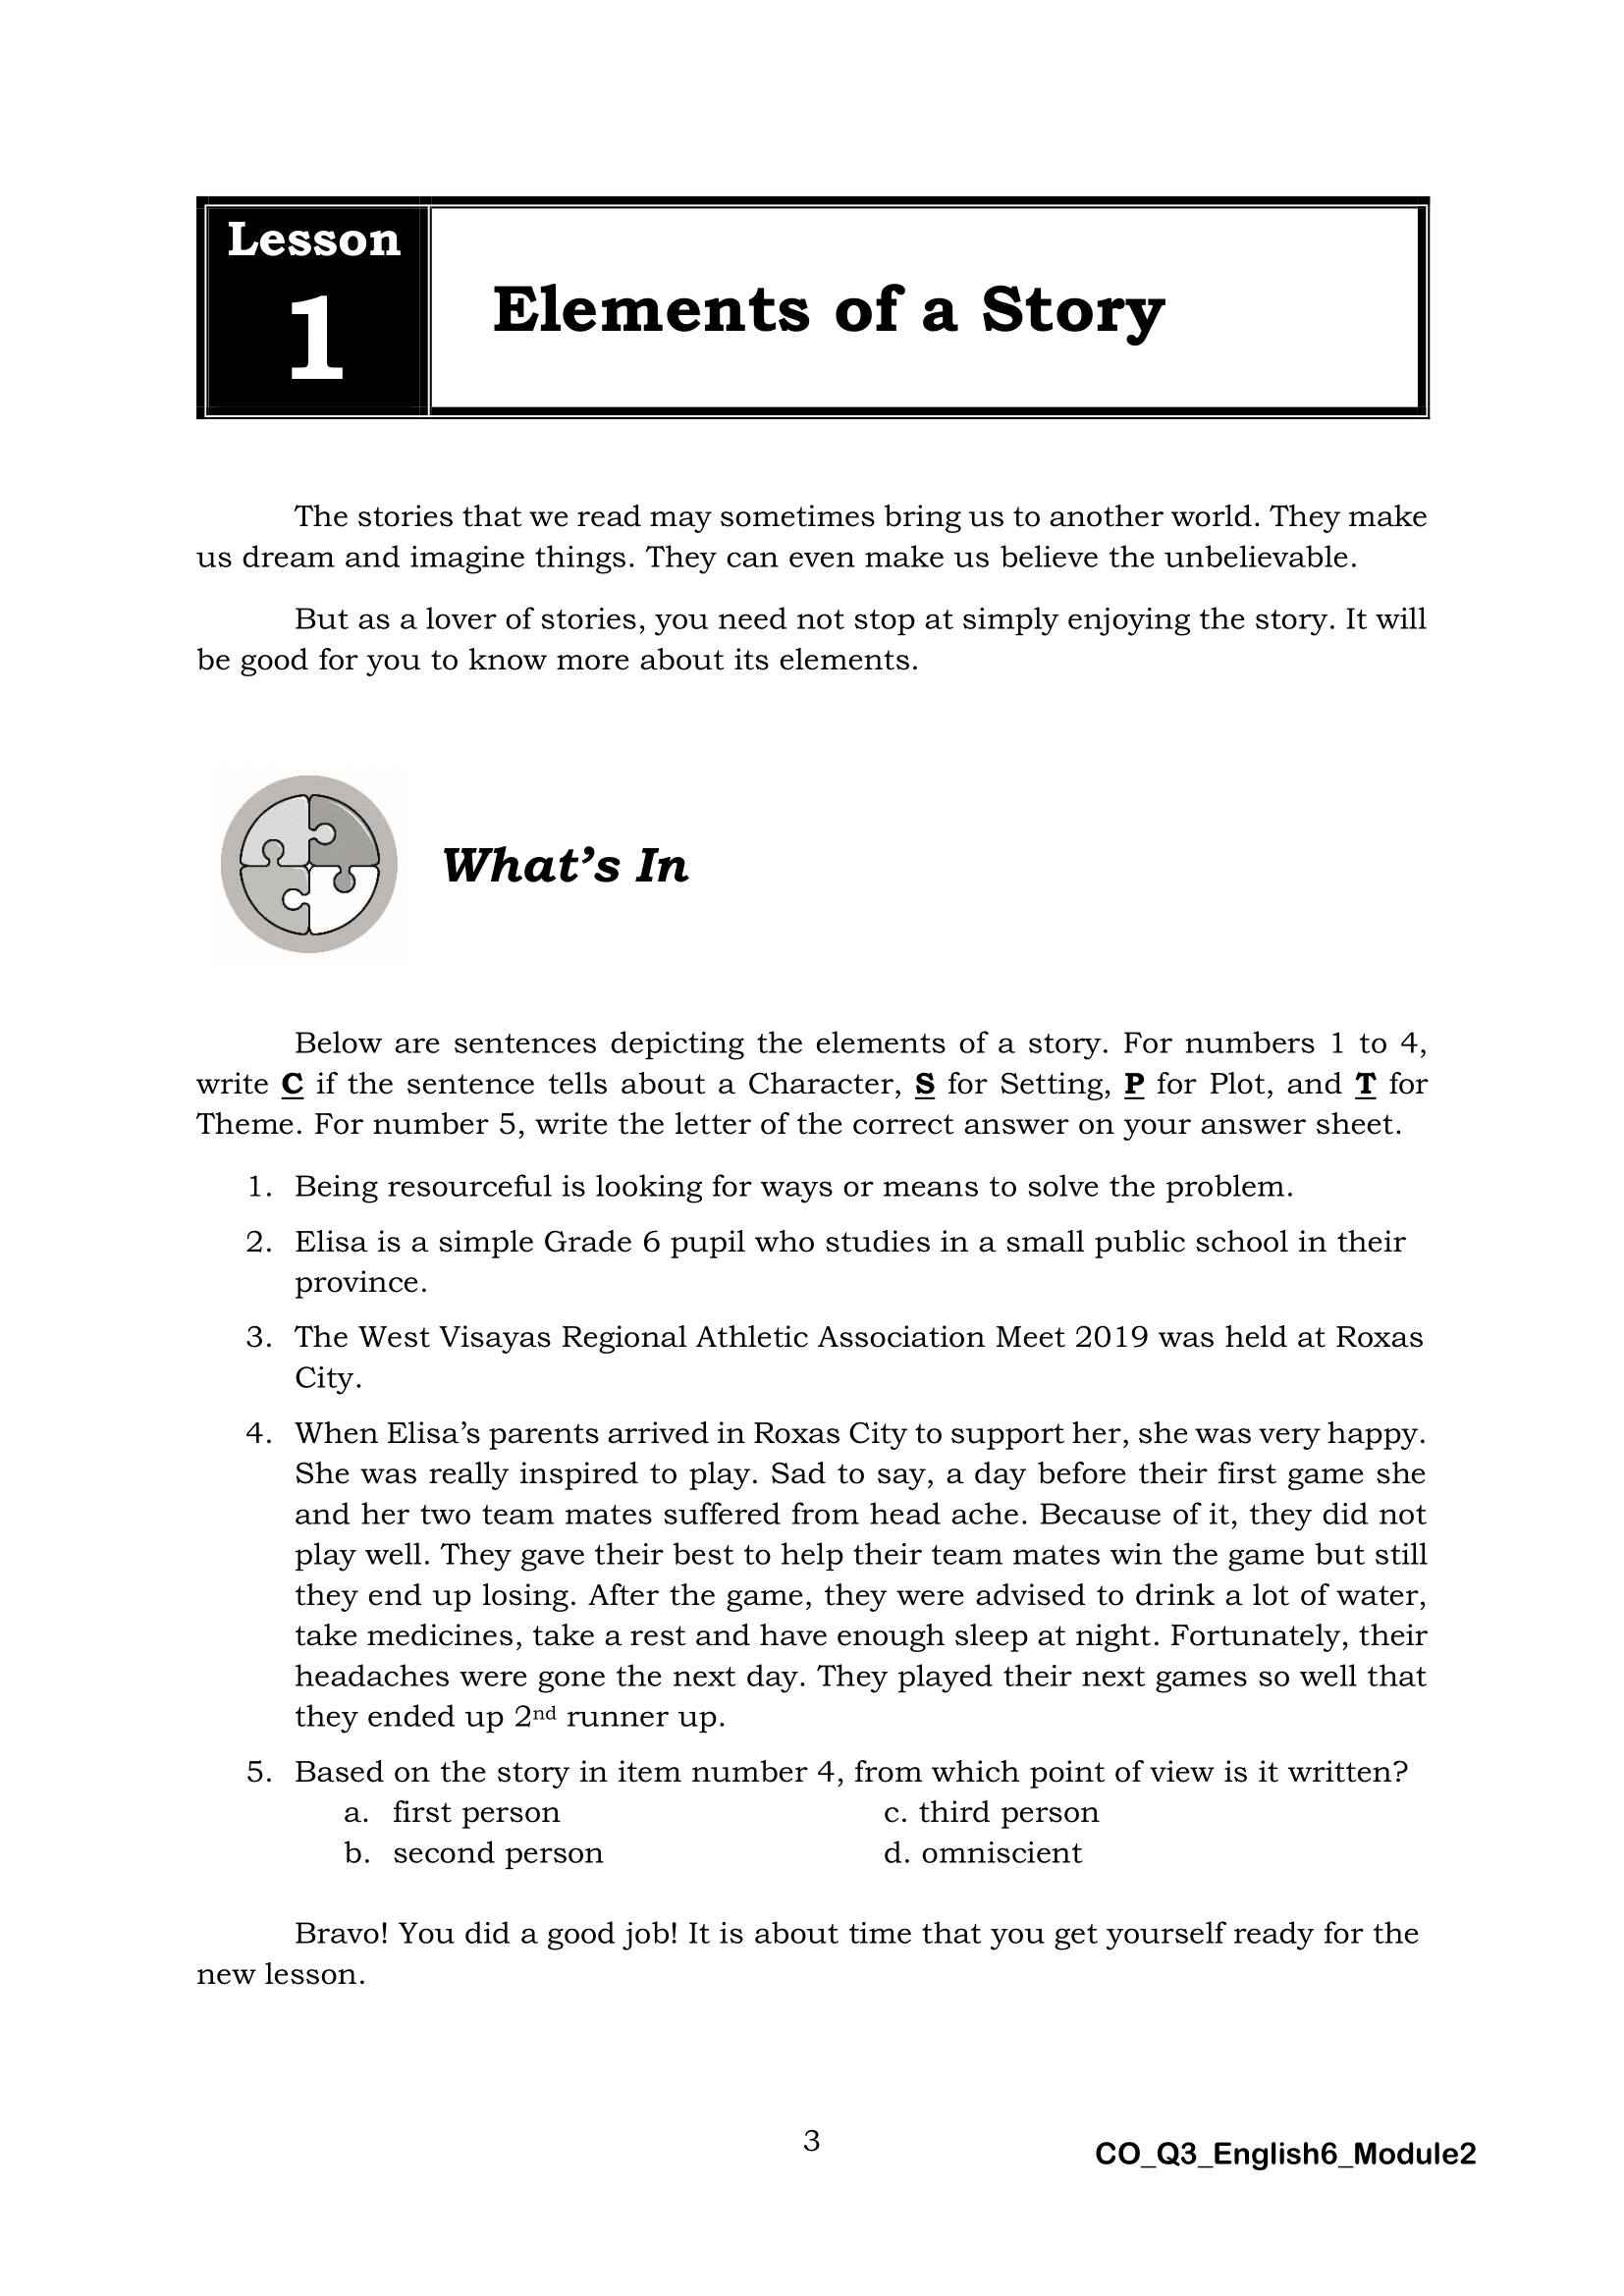 Lesson
1
Elements of a Story
The stories that we read may sometimes bring us to another world. They make
us dream and imagine things. They can even make us believe the unbelievable.
But as a lover of stories, you need not stop at simply enjoying the story. It will
be good for you to know more about its elements.
What's In
Below are sentences depicting the elements of a story. For numbers 1 to 4,
write C if the sentence tells about a Character, S for Setting, P for Plot, and T for
Theme. For number 5, write the letter of the correct answer on your answer sheet.
1. Being resourceful is looking for ways or means to solve the problem.
2. Elisa is a simple Grade 6 pupil who studies in a small public school in their
province.
3. The West Visayas Regional Athletic Association Meet 2019 was held at Roxas
City.
4. When Elisa's parents arrived in Roxas City to support her, she was very happy.
She was really inspired to play. Sad to say, a day before their first game she
and her two team mates suffered from head ache. Because of it, they did not
play well. They gave their best to help their team mates win the game but still
they end up losing. After the game, they were advised to drink a lot of water,
take medicines, take a rest and have enough sleep at night. Fortunately, their
headaches were gone the next day. They played their next games so well that
they ended up 2nd runner up.
5. Based on the story in item number 4, from which point of view is it written?
a. first person c. third person
b. second person d. omniscient
Bravo! You did a good job! It is about time that you get yourself ready for the
new lesson.
3
CO_Q3_English6_Module2